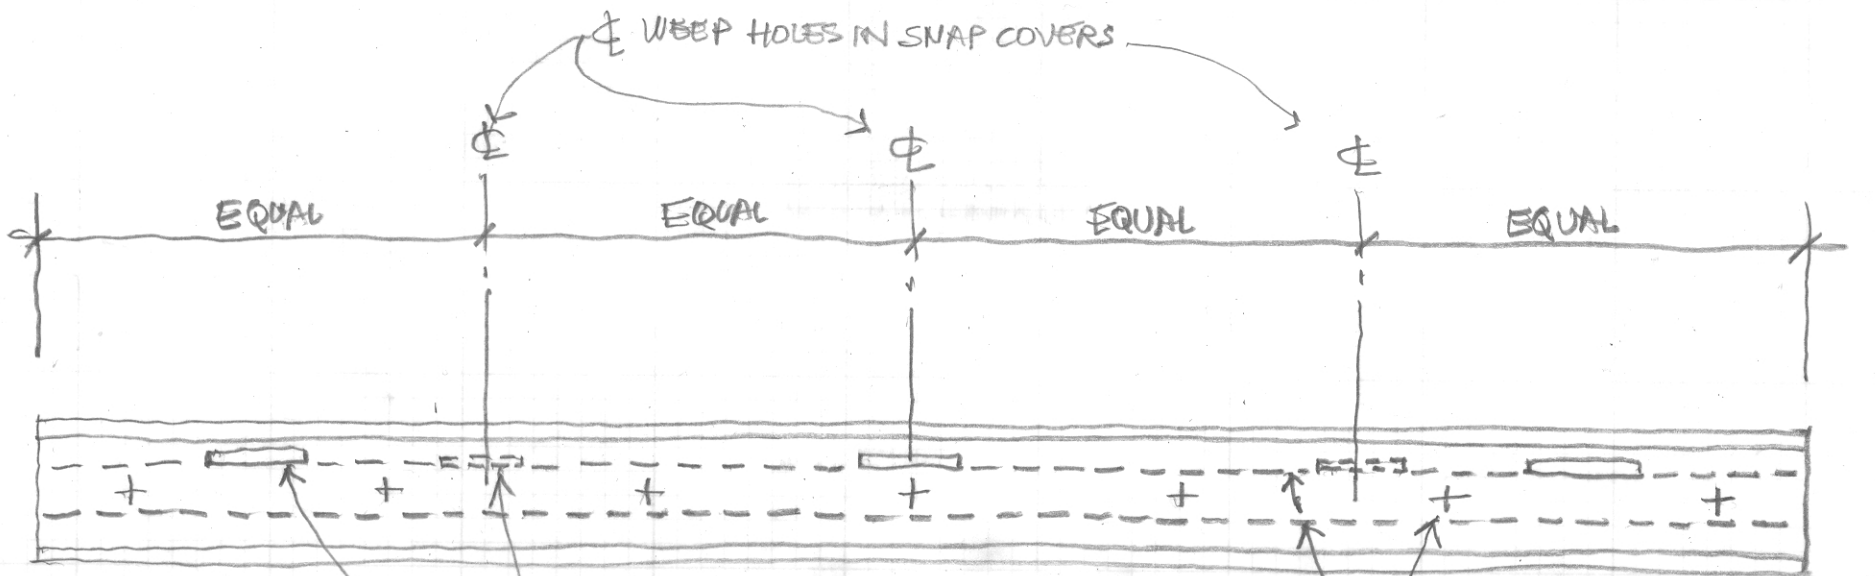 ℄ WEEP HOLES IN SNAP COVERS
℄ ℄ ℄
EQUAL EQUAL EQUAL EQUAL